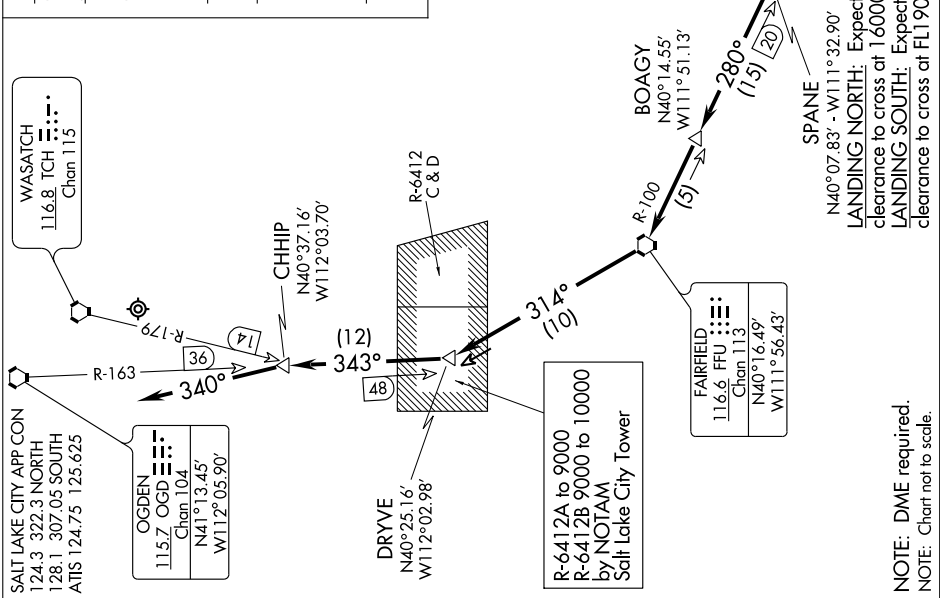 SALT LAKE CITY APP CON
124.3 322.3 NORTH
128.1 307.05 SOUTH
ATIS 124.75 125.625
WASATCH
116.8 TCH
Chan 115
OGDEN
115.7 OGD
Chan 104
N41°13.45'
W112°05.90'
R-163
36
R-179
14
340°
CHHIP
N40°37.16'
W112°03.70'
(12)
343°
48
R-6412
C & D
DRYVE
N40°25.16'
W112°02.98'
R-6412A to 9000
R-6412B 9000 to 10000
by NOTAM
Salt Lake City Tower
314°
(10)
FAIRFIELD
116.6 FFU
Chan 113
N40°16.49'
W111°56.43'
R-100
(5)
BOAGY
N40°14.55'
W111°51.13'
280°
(15)
20
SPANE
N40°07.83' - W111°32.90'
LANDING NORTH: Expect
clearance to cross at 16000
LANDING SOUTH: Expect
clearance to cross at FL190
NOTE: DME required.
NOTE: Chart not to scale.